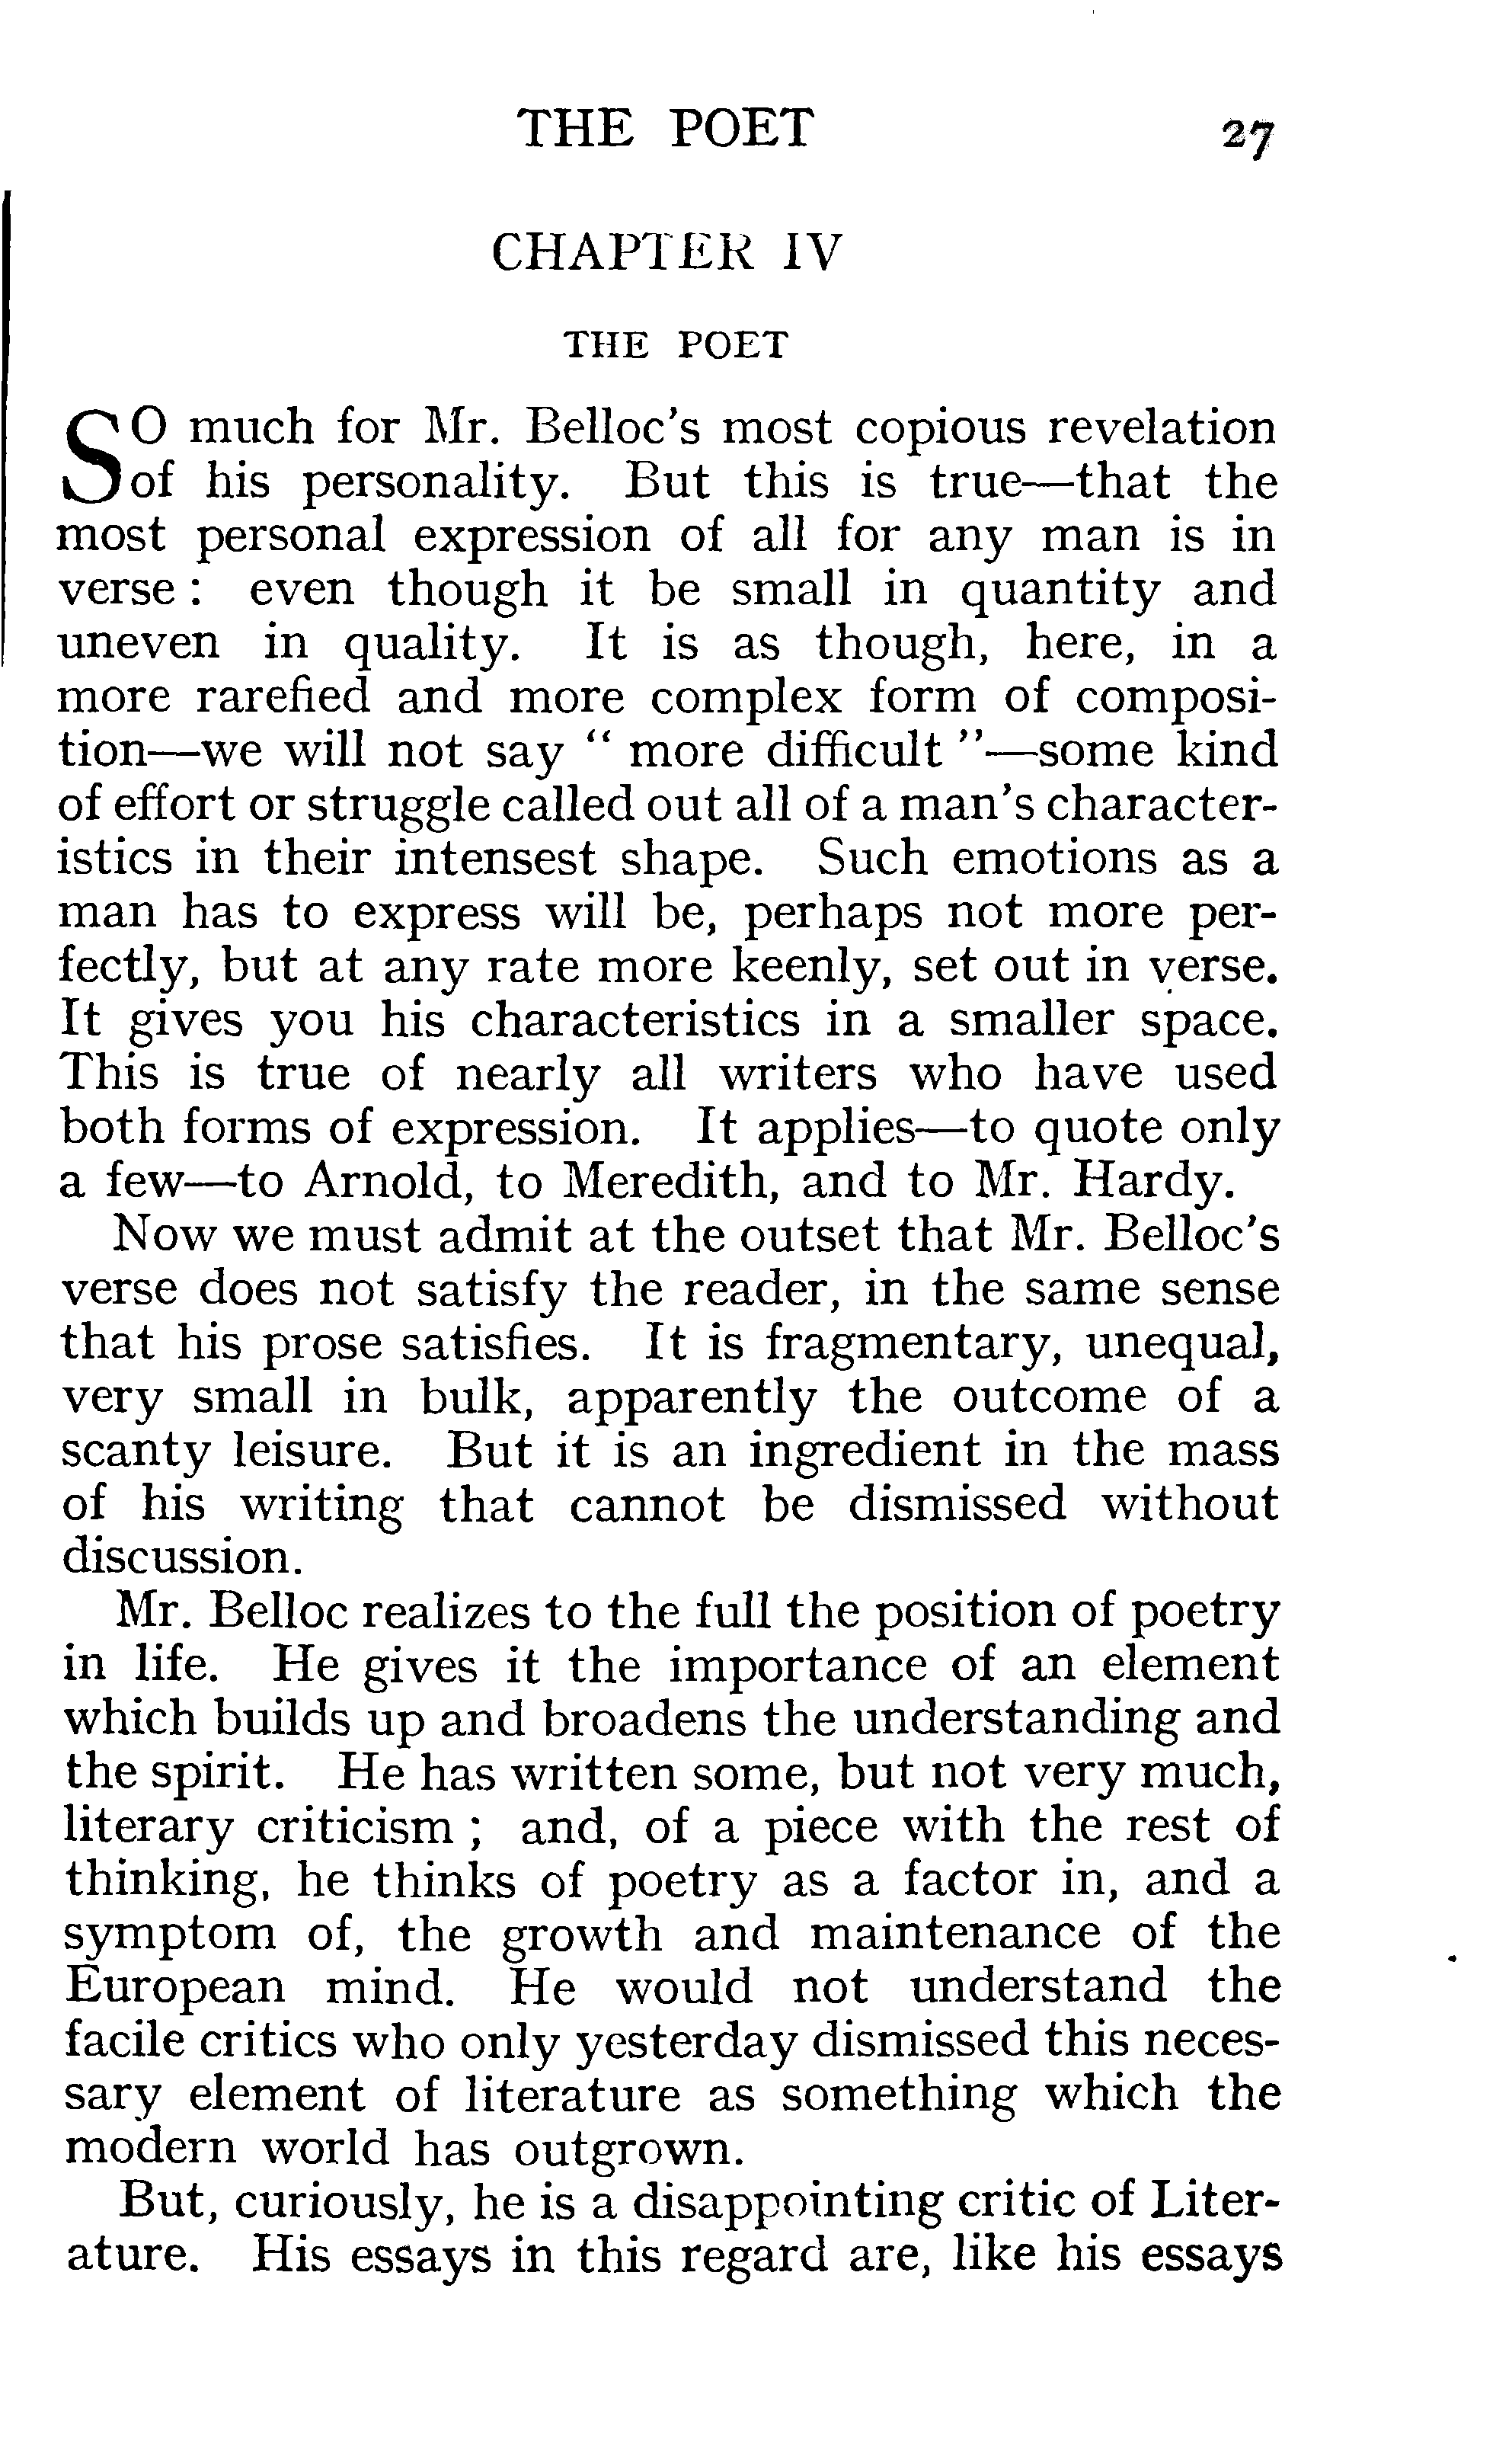 THE POET 27
CHAPTER IV
THE POET
SO much for Mr. Belloc's most copious revelation
of his personality. But this is true—that the
most personal expression of all for any man is in
verse : even though it be small in quantity and
uneven in quality. It is as though, here, in a
more rarefied and more complex form of composi-
tion—we will not say “ more difficult ”—some kind
of effort or struggle called out all of a man's character-
istics in their intensest shape. Such emotions as a
man has to express will be, perhaps not more per-
fectly, but at any rate more keenly, set out in verse.
It gives you his characteristics in a smaller space.
This is true of nearly all writers who have used
both forms of expression. It applies—to quote only
a few—to Arnold, to Meredith, and to Mr. Hardy.
Now we must admit at the outset that Mr. Belloc's
verse does not satisfy the reader, in the same sense
that his prose satisfies. It is fragmentary, unequal,
very small in bulk, apparently the outcome of a
scanty leisure. But it is an ingredient in the mass
of his writing that cannot be dismissed without
discussion.
Mr. Belloc realizes to the full the position of poetry
in life. He gives it the importance of an element
which builds up and broadens the understanding and
the spirit. He has written some, but not very much,
literary criticism ; and, of a piece with the rest of
thinking, he thinks of poetry as a factor in, and a
symptom of, the growth and maintenance of the
European mind. He would not understand the
facile critics who only yesterday dismissed this neces-
sary element of literature as something which the
modern world has outgrown.
But, curiously, he is a disappointing critic of Liter-
ature. His essays in this regard are, like his essays